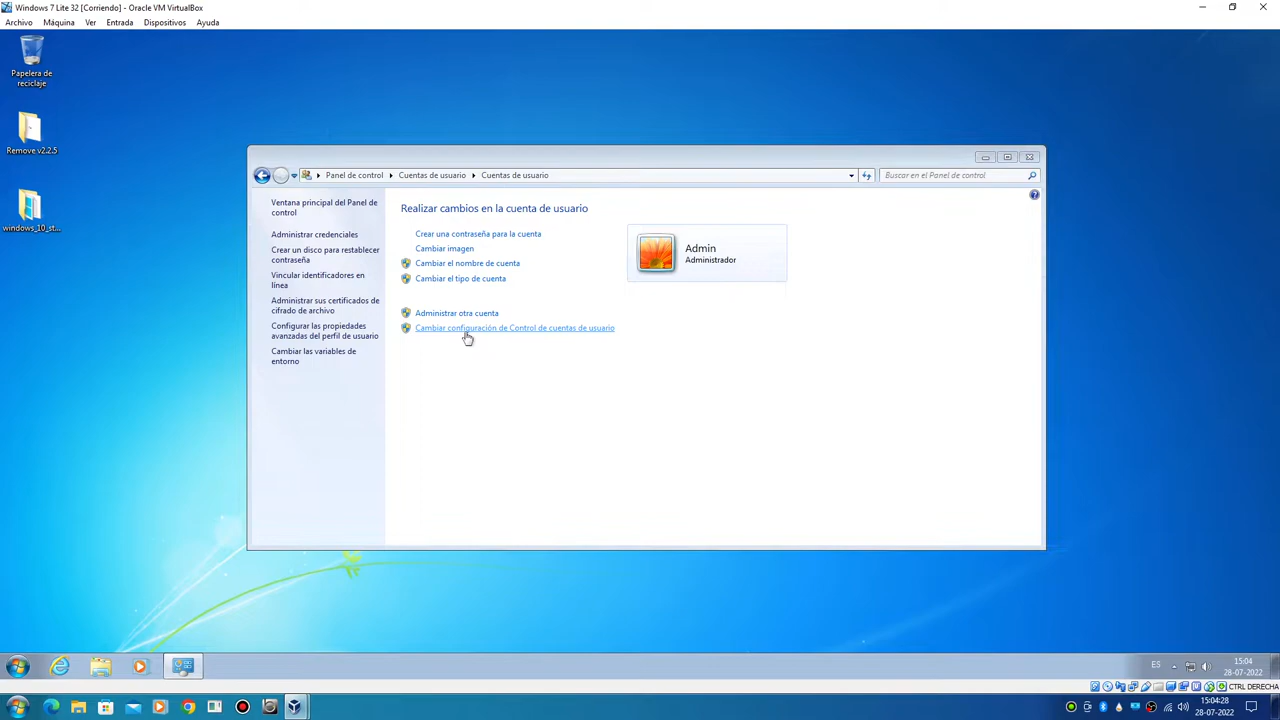 Windows 7 Lite 32 [Corriendo] - Oracle VM VirtualBox
Archivo Máquina Ver Entrada Dispositivos Ayuda
Papelera de
reciclaje
Remove v2.2.5
windows_10_st...
Panel de control Cuentas de usuario Cuentas de usuario
Buscar en el Panel de control
Ventana principal del Panel de
control
Administrar credenciales
Crear un disco para restablecer
contraseña
Vincular identificadores en
línea
Administrar sus certificados de
cifrado de archivo
Configurar las propiedades
avanzadas del perfil de usuario
Cambiar las variables de
entorno
Realizar cambios en la cuenta de usuario
Crear una contraseña para la cuenta
Cambiar imagen
Cambiar el nombre de cuenta
Cambiar el tipo de cuenta
Administrar otra cuenta
Cambiar configuración de Control de cuentas de usuario
Admin
Administrador
ES
15:04
28-07-2022
CTRL DERECHA
15:04:28
28-07-2022